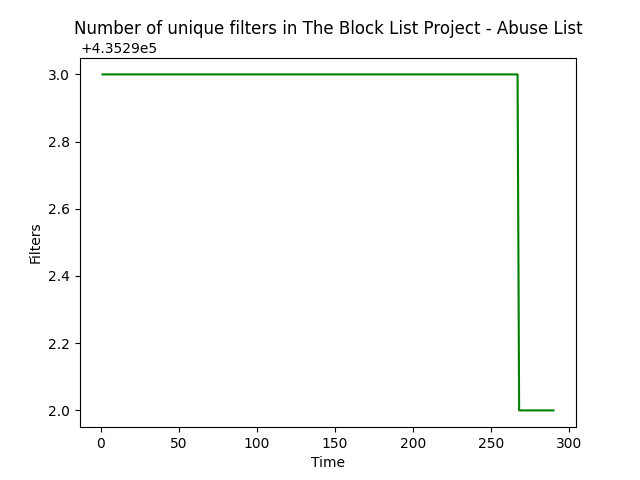 Number of unique filters in The Block List Project - Abuse List
+4.3529e5
3.0
2.8
2.6
2.4
2.2
2.0
Filters
0 50 100 150 200 250 300
Time